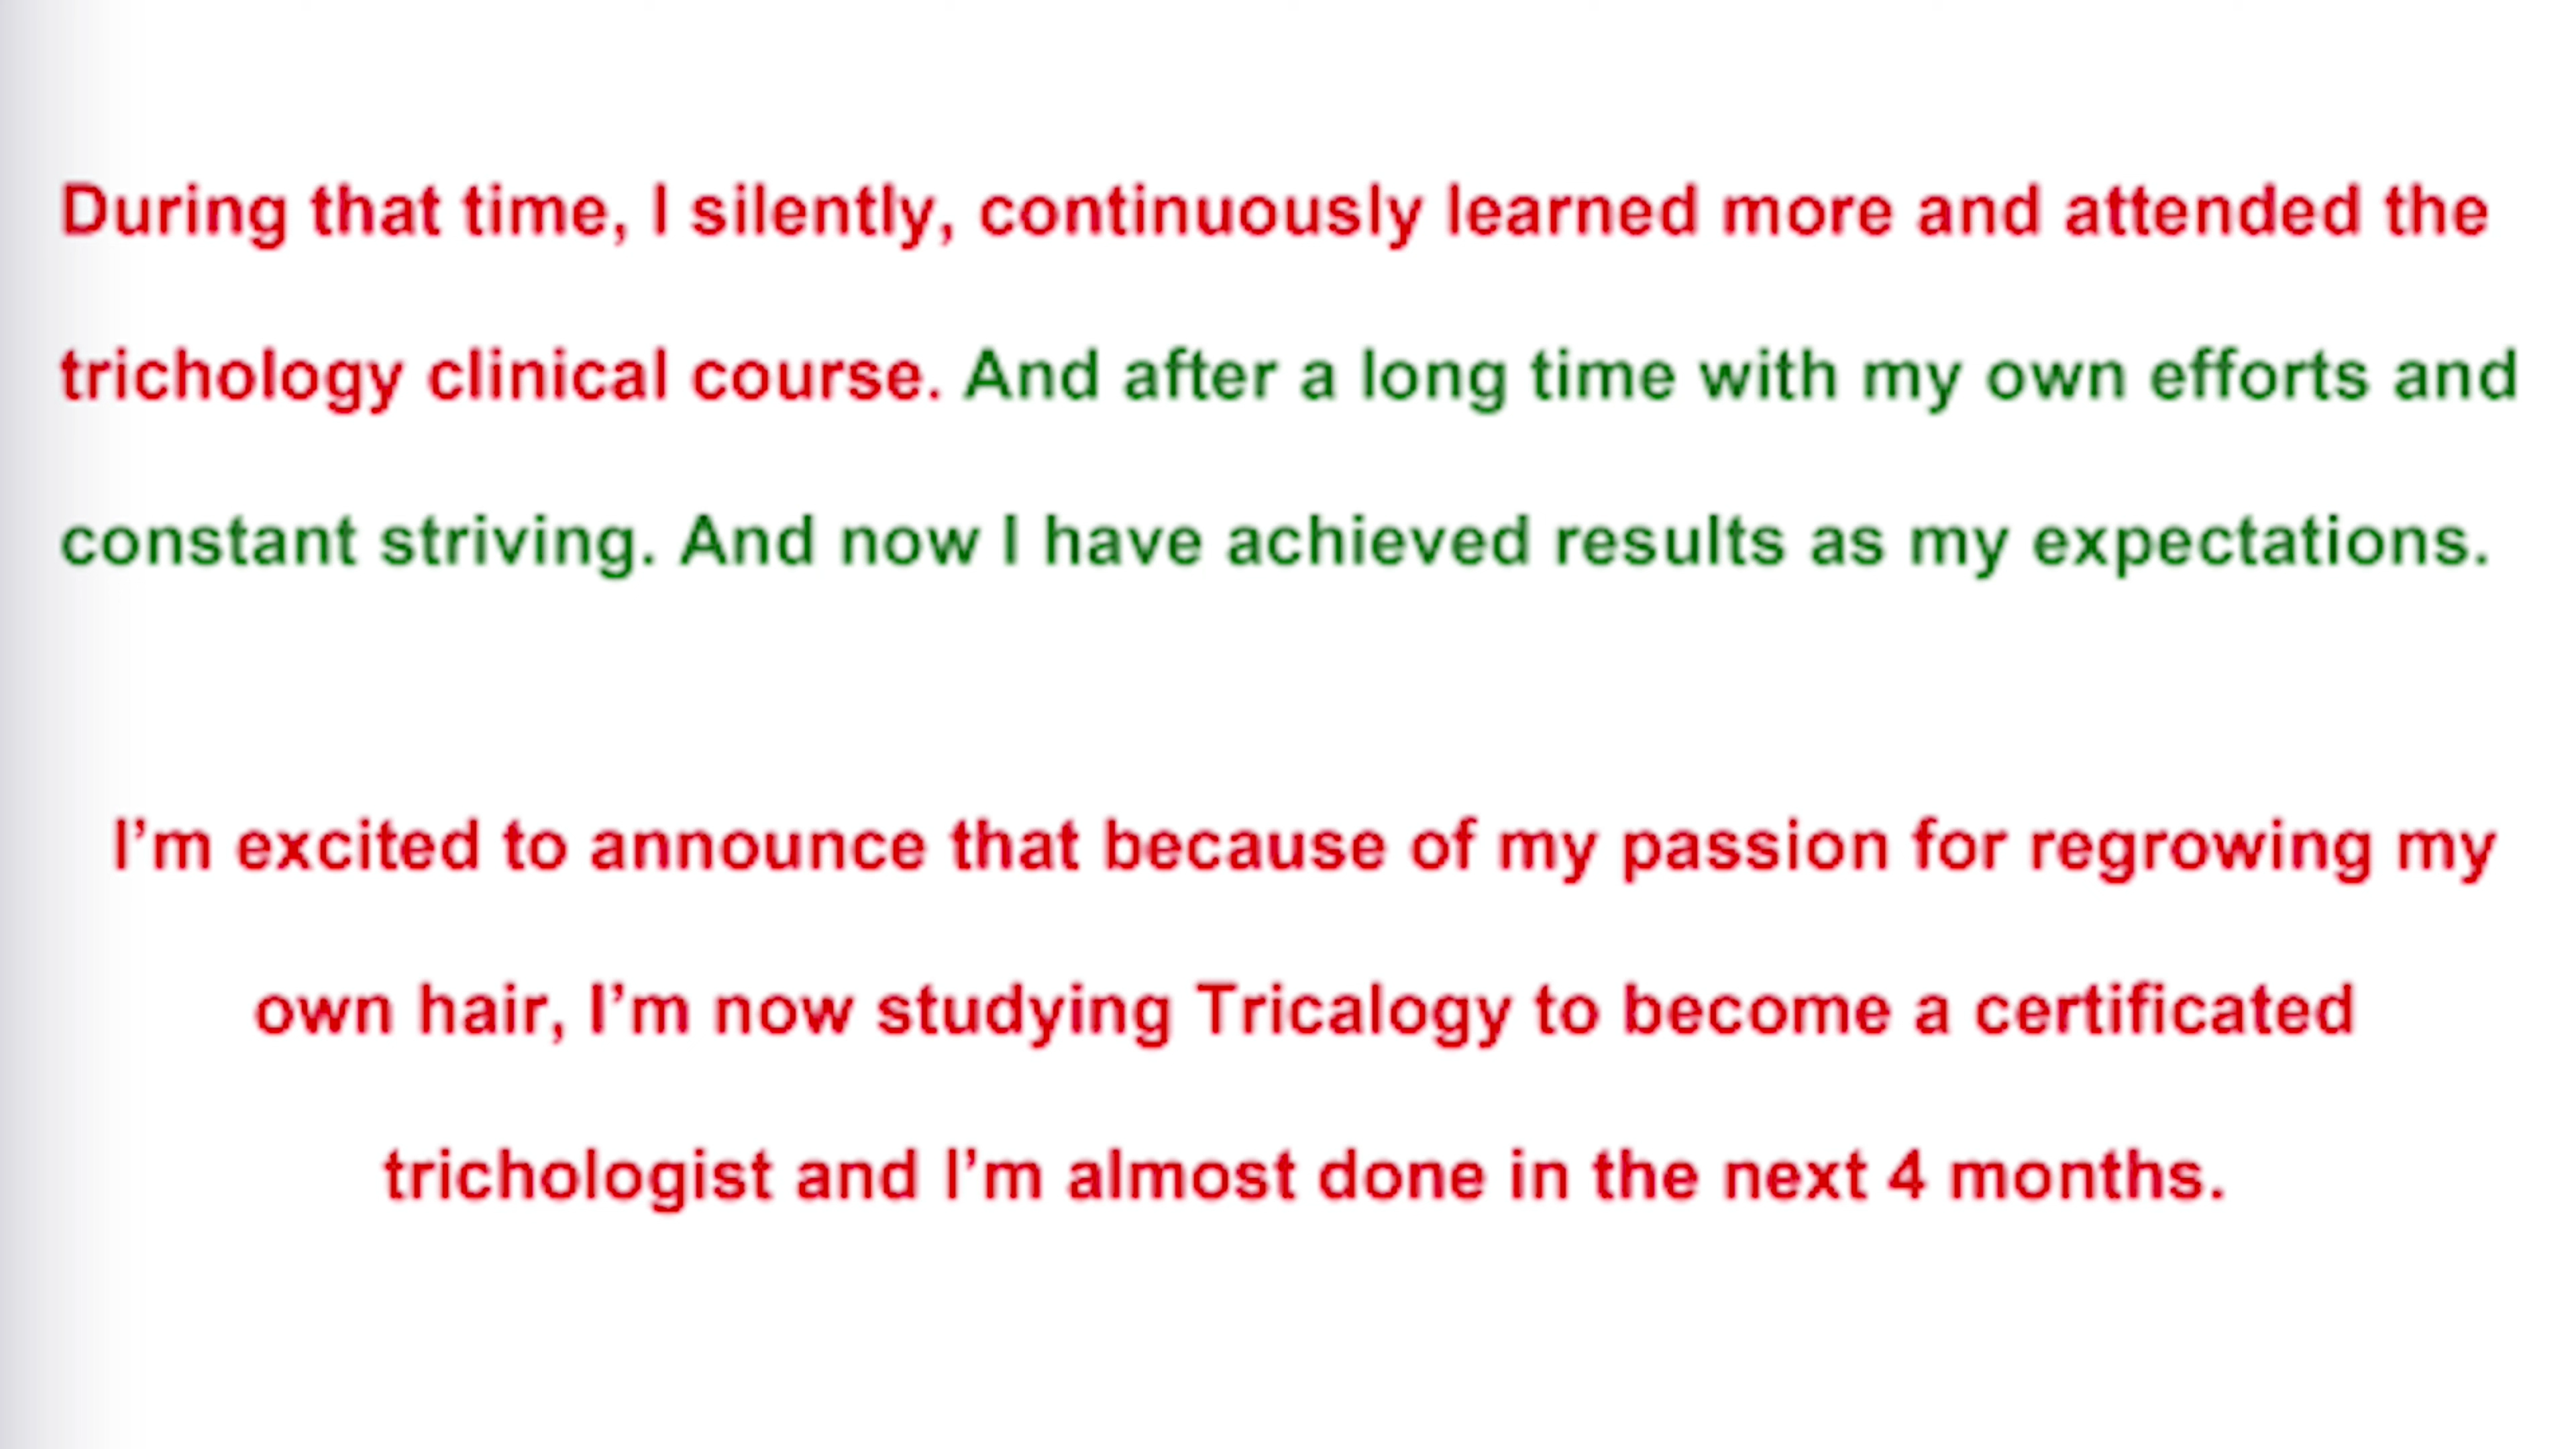 During that time, I silently, continuously learned more and attended the
trichology clinical course. And after a long time with my own efforts and
constant striving. And now I have achieved results as my expectations.
I’m excited to announce that because of my passion for regrowing my
own hair, I’m now studying Tricalogy to become a certificated
trichologist and I’m almost done in the next 4 months.